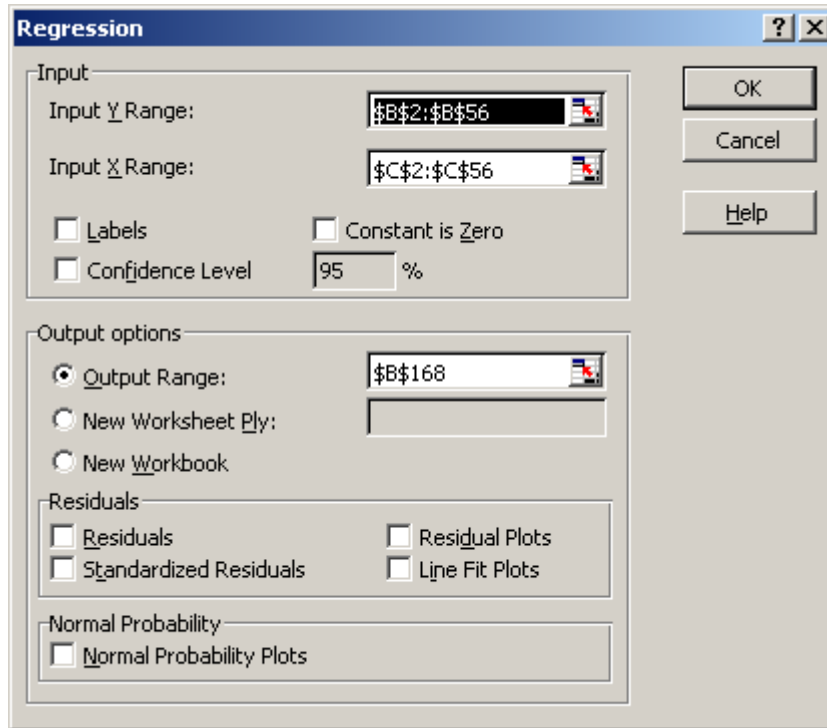 Regression
Input
Input Y Range: $B$2:$B$56
Input X Range: $C$2:$C$56
Labels Constant is Zero
Confidence Level 95 %
OK
Cancel
Help
Output options
Output Range: $B$168
New Worksheet Ply:
New Workbook
Residuals
Residuals Residual Plots
Standardized Residuals Line Fit Plots
Normal Probability
Normal Probability Plots